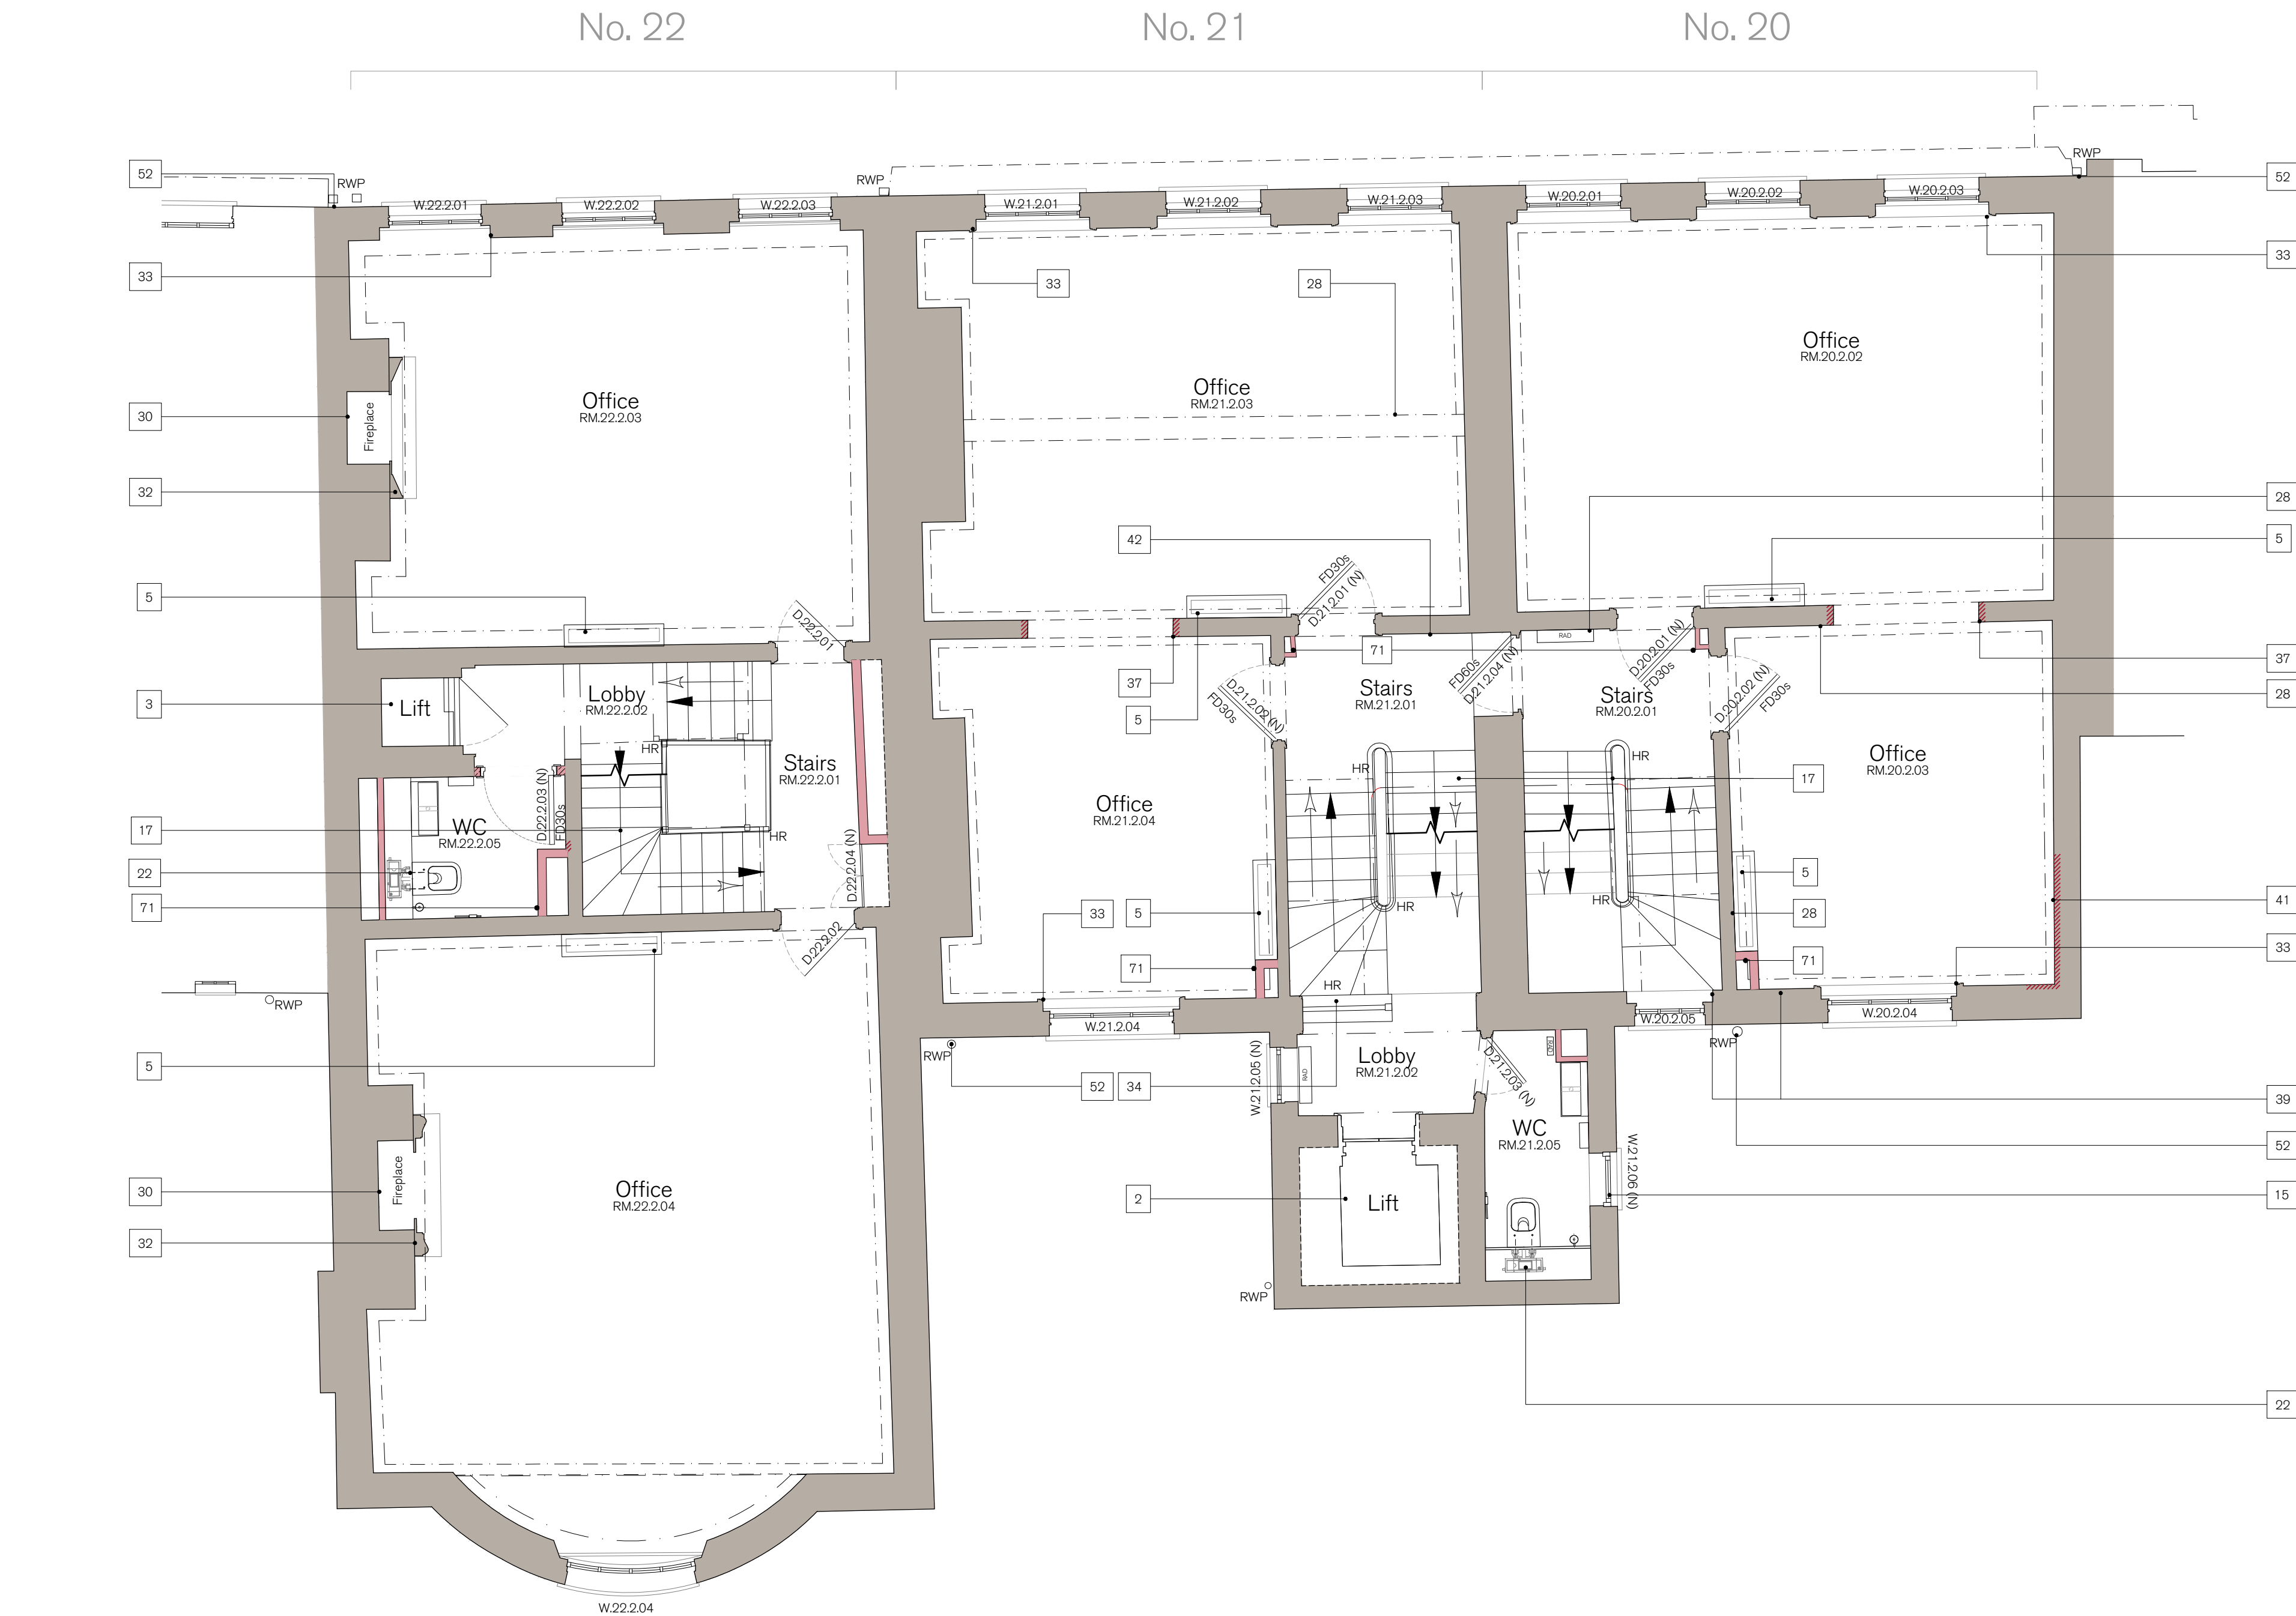 No. 22
No. 21
No. 20
52
RWP
RWP
RWP
52
W.22.2.01
W.22.2.02
W.22.2.03
W.21.2.01
W.21.2.02
W.21.2.03
W.20.2.01
W.20.2.02
W.20.2.03
33
33
28
33
Office
RM.22.2.03
Office
RM.21.2.03
Office
RM.20.2.02
30
Fireplace
32
28
42
5
5
FD30s
D.21.2.01 (N)
D.22.2.01
RAD
71
D.20.2.01 (N)
FD30s
37
37
FD60s
D.21.2.04 (N)
D.21.2.02 (N)
FD30s
D.20.2.02 (N)
FD30s
28
3
Lift
Lobby
RM.22.2.02
HR
5
Stairs
RM.21.2.01
Stairs
RM.20.2.01
Stairs
RM.22.2.01
HR
HR
17
Office
RM.20.2.03
Office
RM.21.2.04
17
WC
RM.22.2.05
D.22.2.03 (N)
FD30s
HR
D.22.2.04 (N)
22
5
71
HR
HR
41
33
5
28
D.22.2.02
33
71
71
HR
RWP
W.21.2.04
W.20.2.05
W.20.2.04
RWP
RWP
5
52
34
W.21.2.05 (N)
RAD
Lobby
RM.21.2.02
D.21.2.03 (N)
RAD
39
WC
RM.21.2.05
52
Office
RM.22.2.04
30
Fireplace
2
Lift
W.21.2.06 (N)
15
32
RWP
22
W.22.2.04